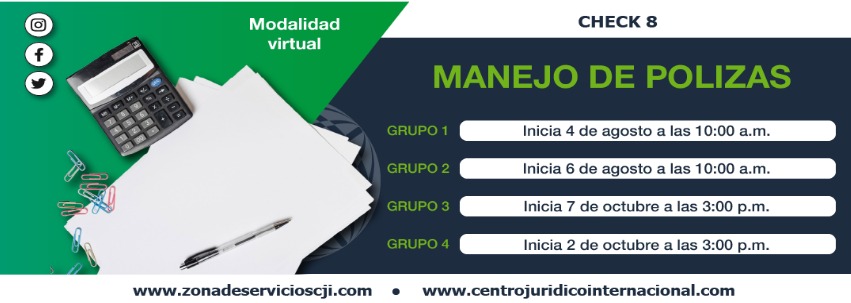 Modalidad
virtual
CHECK 8
MANEJO DE POLIZAS
GRUPO 1 Inicia 4 de agosto a las 10:00 a.m.
GRUPO 2 Inicia 6 de agosto a las 10:00 a.m.
GRUPO 3 Inicia 7 de octubre a las 3:00 p.m.
GRUPO 4 Inicia 2 de octubre a las 3:00 p.m.
www.zonadeservicioscji.com • www.centrojuridicointernacional.com